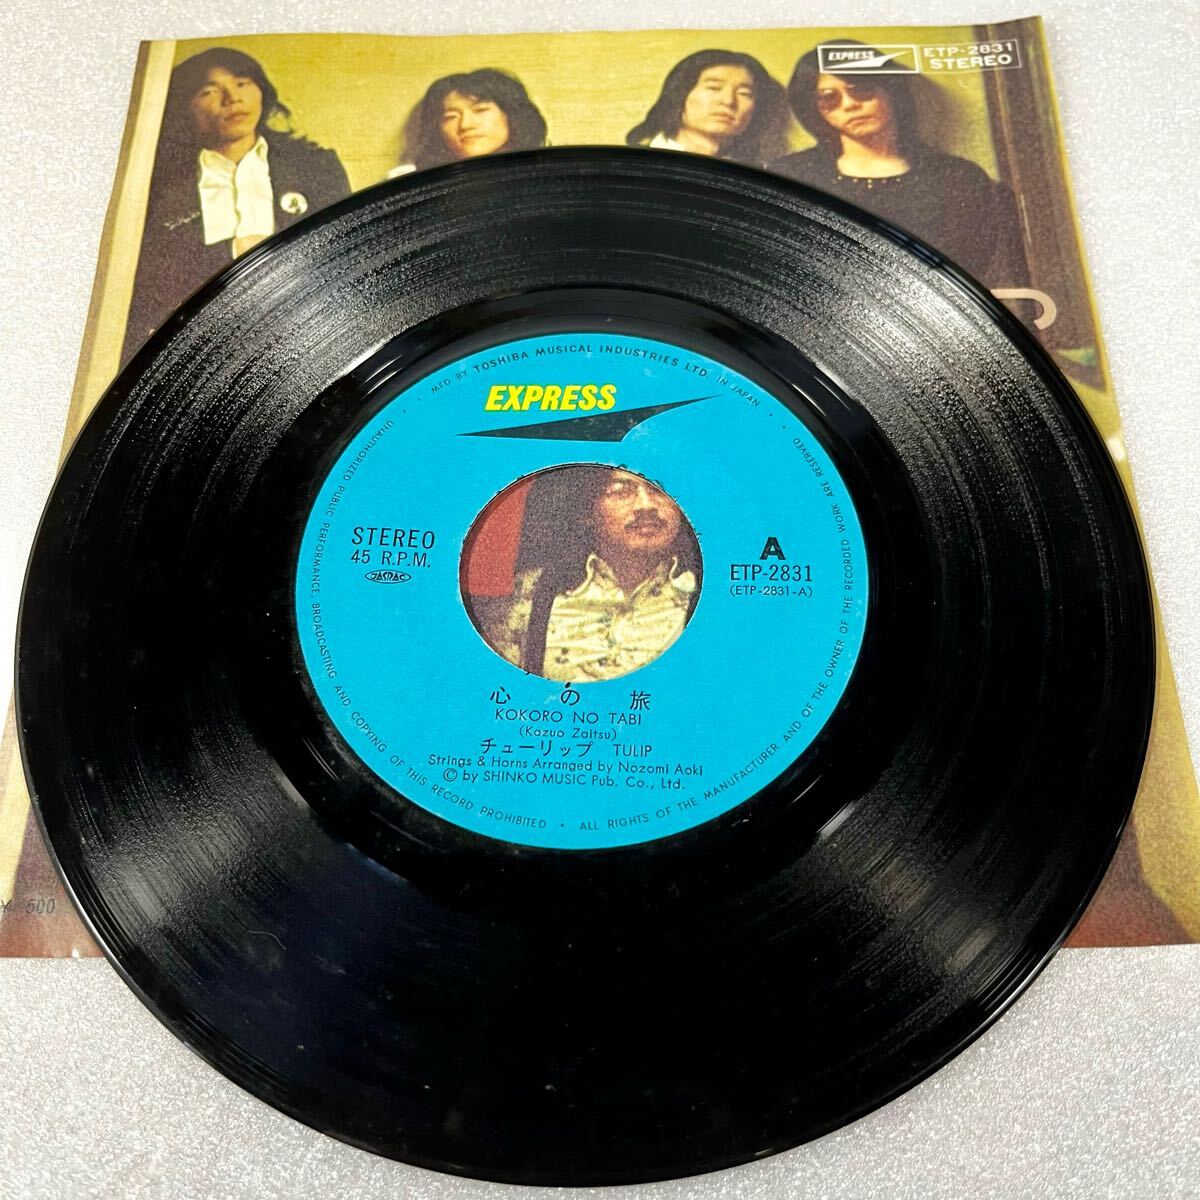 EXPRESS
ETP-2831
STEREO
MFD. BY TOSHIBA MUSICAL INDUSTRIES LTD. IN JAPAN
EXPRESS
STEREO
45 R.P.M.
JASRAC
A
ETP-2831
(ETP-2831-A)
心の旅
KOKORO NO TABI
(Kazuo Zaitsu)
チューリップ TULIP
Strings & Horns Arranged by Nozomi Aoki
© by SHINKO MUSIC Pub. Co., Ltd.
UNAUTHORIZED PUBLIC PERFORMANCE, BROADCASTING AND COPYING OF THIS RECORD PROHIBITED • ALL RIGHTS OF THE MANUFACTURER AND OF THE OWNER OF THE RECORDED WORK ARE RESERVED
¥500